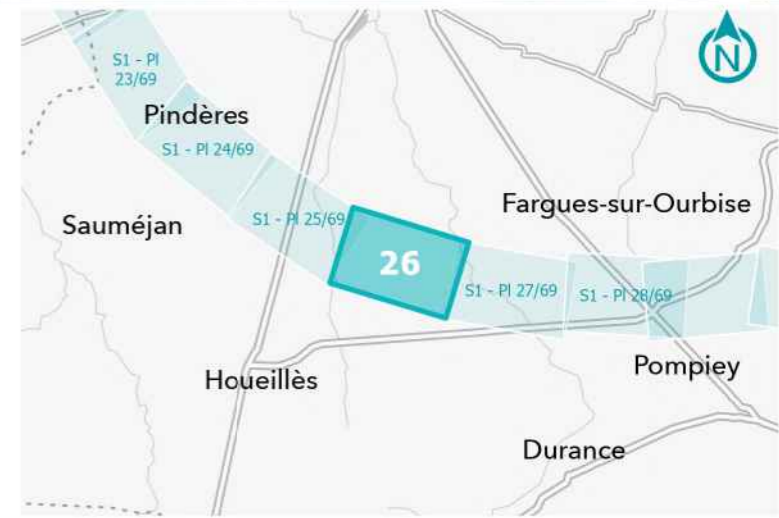 N
S1 - Pl
23/69
Pindères
S1 - Pl 24/69
Fargues-sur-Ourbise
Sauméjan
S1 - Pl 25/69
26
S1 - Pl 27/69
S1 - Pl 28/69
Pompiey
Houeillès
Durance